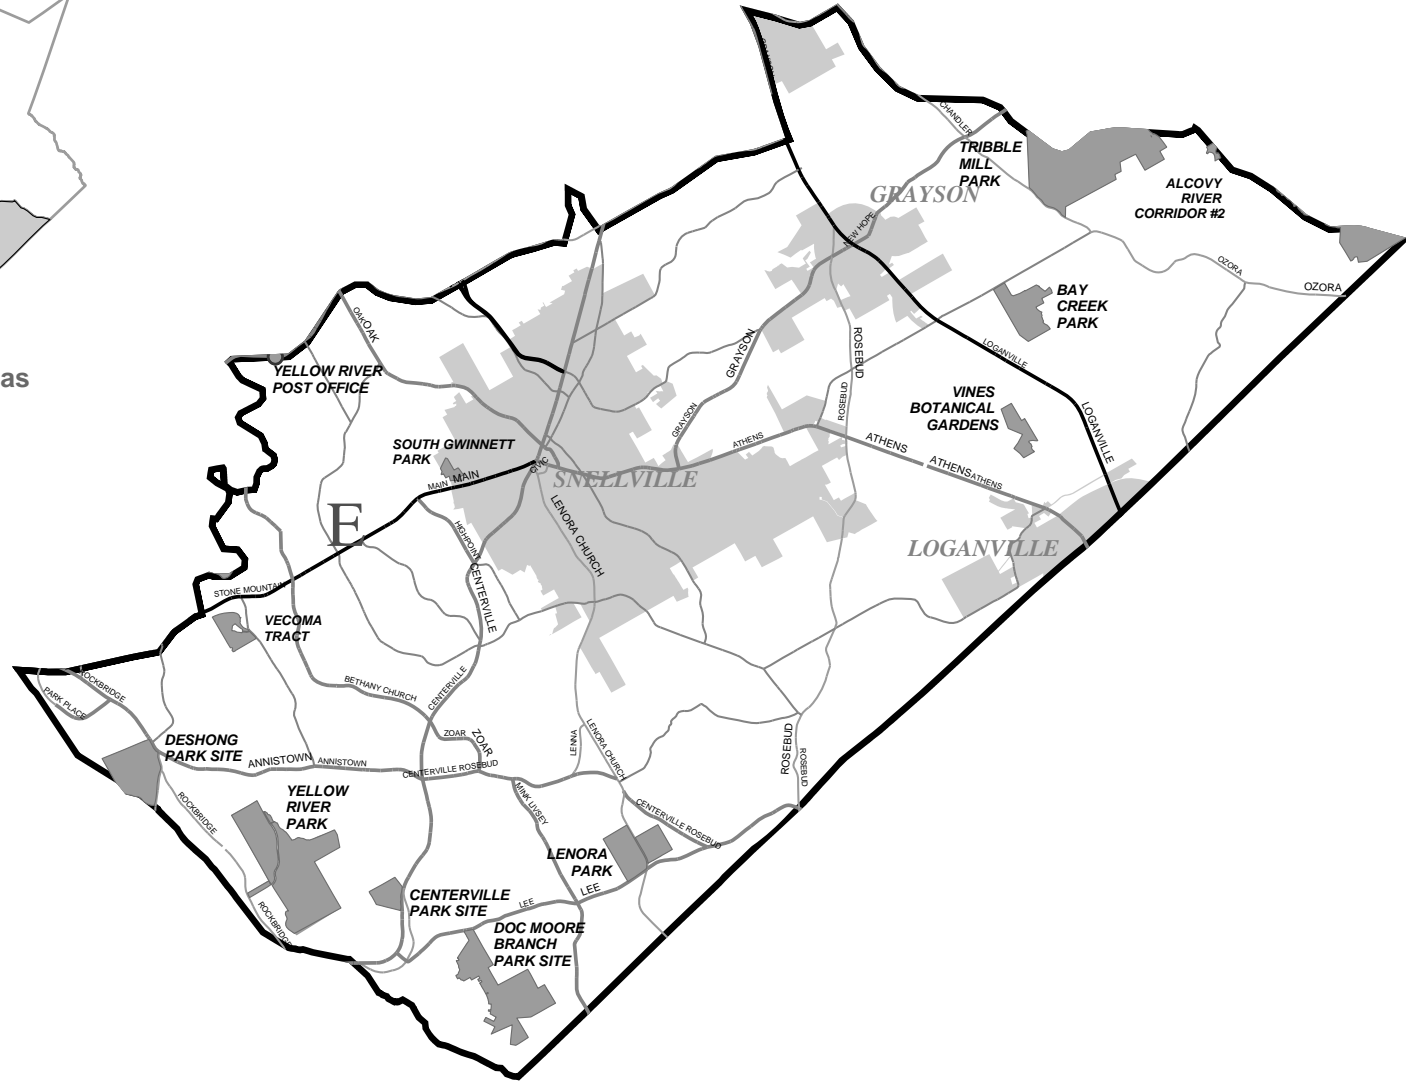 CHANDLER
TRIBBLE
MILL
PARK
GRAYSON
ALCOVY
RIVER
CORRIDOR #2
NEW HOPE
OZORA
OZORA
BAY
CREEK
PARK
OAK
OAK
as
YELLOW RIVER
POST OFFICE
GRAYSON
ROSEBUD
LOGANVILLE
VINES
BOTANICAL
GARDENS
ROSEBUD
GRAYSON
LOGANVILLE
SOUTH GWINNETT
PARK
ATHENS
ATHENS
ATHENS
ATHENS
CIVIC
MAIN
MAIN
SNELLVILLE
E
LENORA CHURCH
HIGHPOINT
LOGANVILLE
CENTERVILLE
STONE MOUNTAIN
VECOMA
TRACT
ROCKBRIDGE
PARK PLACE
BETHANY CHURCH
CENTERVILLE
DESHONG
PARK SITE
ZOAR
ZOAR
LENNA
LENORA CHURCH
ROSEBUD
ROSEBUD
ANNISTOWN
ANNISTOWN
CENTERVILLE ROSEBUD
YELLOW
RIVER
PARK
ROCKBRIDGE
MINK LIVSEY
CENTERVILLE ROSEBUD
LENORA
PARK
CENTERVILLE
PARK SITE
LEE
LEE
ROCKBRIDGE
DOC MOORE
BRANCH
PARK SITE